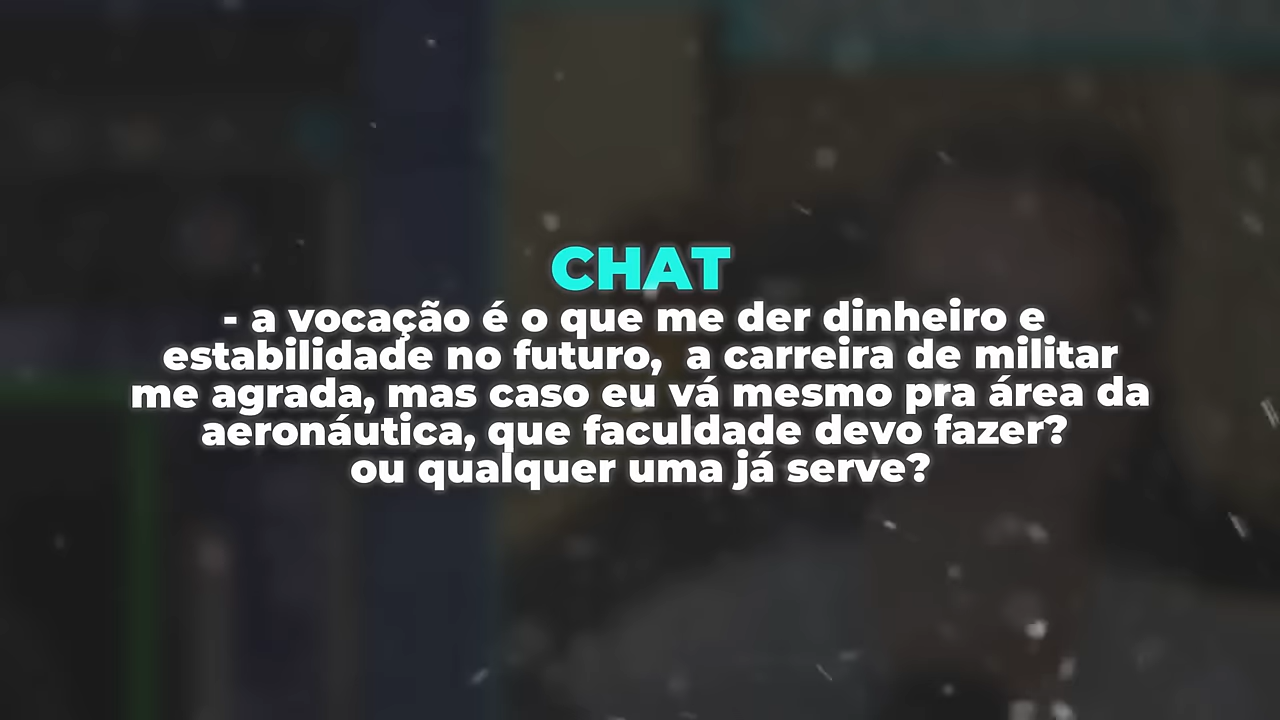 CHAT
- a vocação é o que me der dinheiro e
estabilidade no futuro,  a carreira de militar
me agrada, mas caso eu vá mesmo pra área da
aeronáutica, que faculdade devo fazer?
ou qualquer uma já serve?